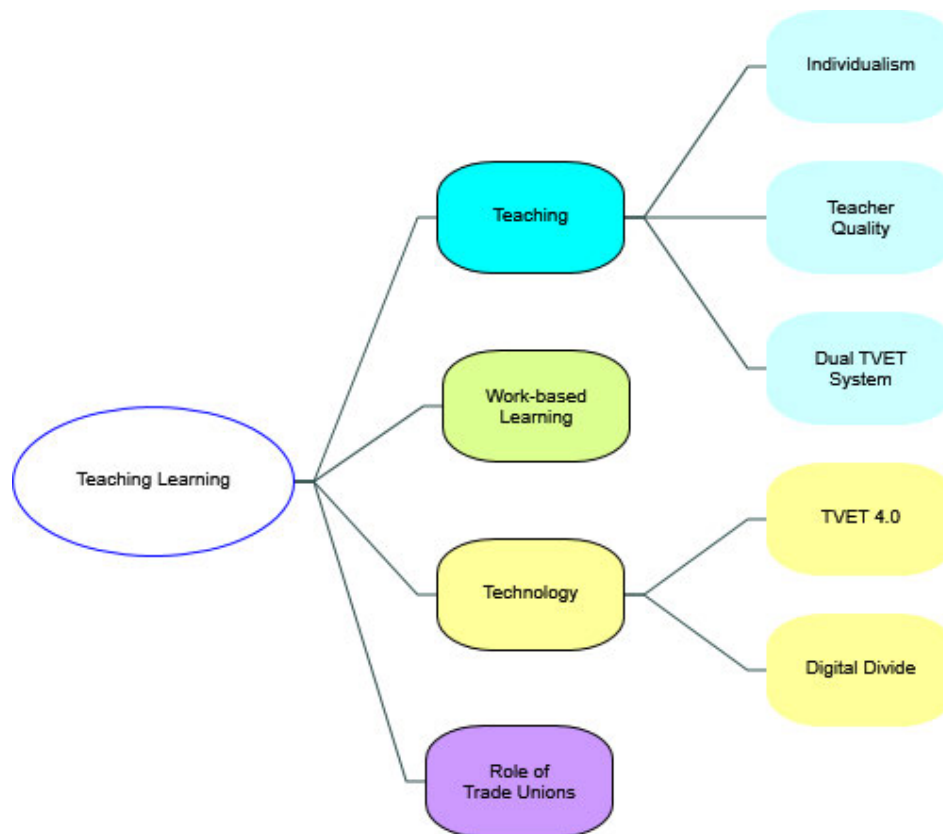 Teaching Learning
Teaching
Individualism
Teacher
Quality
Dual TVET
System
Work-based
Learning
Technology
TVET 4.0
Digital Divide
Role of
Trade Unions